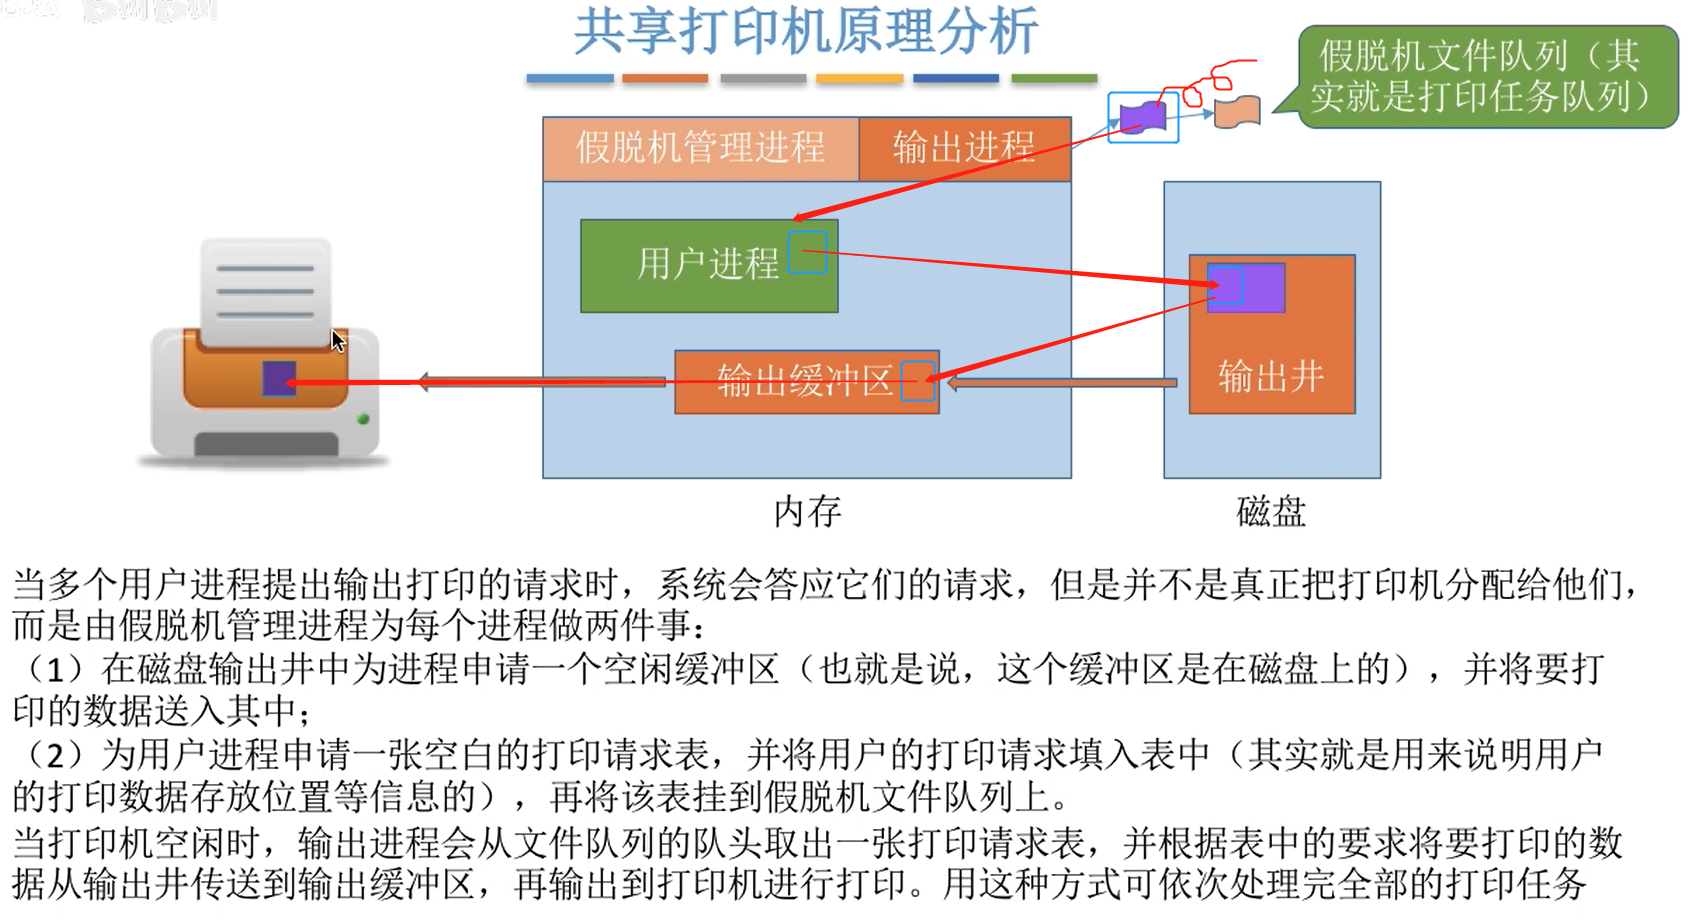 共享打印机原理分析
假脱机文件队列（其
实就是打印任务队列）
假脱机管理进程
输出进程
用户进程
输出缓冲区
输出井
内存
磁盘
当多个用户进程提出输出打印的请求时，系统会答应它们的请求，但是并不是真正把打印机分配给他们，
而是由假脱机管理进程为每个进程做两件事：
（1）在磁盘输出井中为进程申请一个空闲缓冲区（也就是说，这个缓冲区是在磁盘上的），并将要打
印的数据送入其中；
（2）为用户进程申请一张空白的打印请求表，并将用户的打印请求填入表中（其实就是用来说明用户
的打印数据存放位置等信息的），再将该表挂到假脱机文件队列上。
当打印机空闲时，输出进程会从文件队列的队头取出一张打印请求表，并根据表中的要求将要打印的数
据从输出井传送到输出缓冲区，再输出到打印机进行打印。用这种方式可依次处理完全部的打印任务